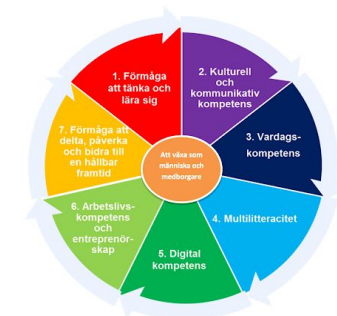 1. Förmåga
att tänka och
lära sig
2. Kulturell
och
kommunikativ
kompetens
3. Vardags-
kompetens
4. Multilitteracitet
5. Digital
kompetens
6. Arbetslivs-
kompetens
och
entreprenör-
skap
7. Förmåga att
delta, påverka
och bidra till
en hållbar
framtid
Att växa som
människa och
medborgare